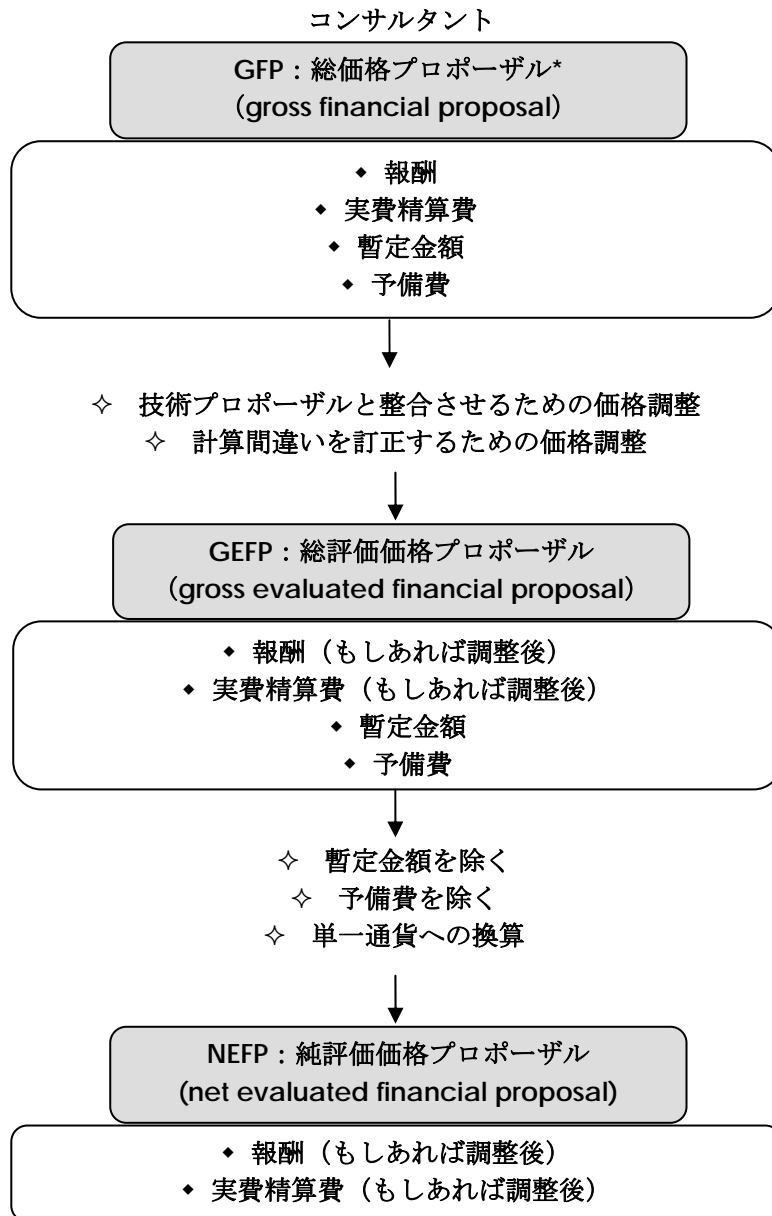 コンサルタント
GFP：総価格プロポーザル*
（gross financial proposal）
◆ 報酬
◆ 実費精算費
◆ 暫定金額
◆ 予備費
✧ 技術プロポーザルと整合させるための価格調整
✧ 計算間違いを訂正するための価格調整
GEFP：総評価価格プロポーザル
（gross evaluated financial proposal）
◆ 報酬（もしあれば調整後）
◆ 実費精算費（もしあれば調整後）
◆ 暫定金額
◆ 予備費
✧ 暫定金額を除く
✧ 予備費を除く
✧ 単一通貨への換算
NEFP：純評価価格プロポーザル
(net evaluated financial proposal)
◆ 報酬（もしあれば調整後）
◆ 実費精算費（もしあれば調整後）